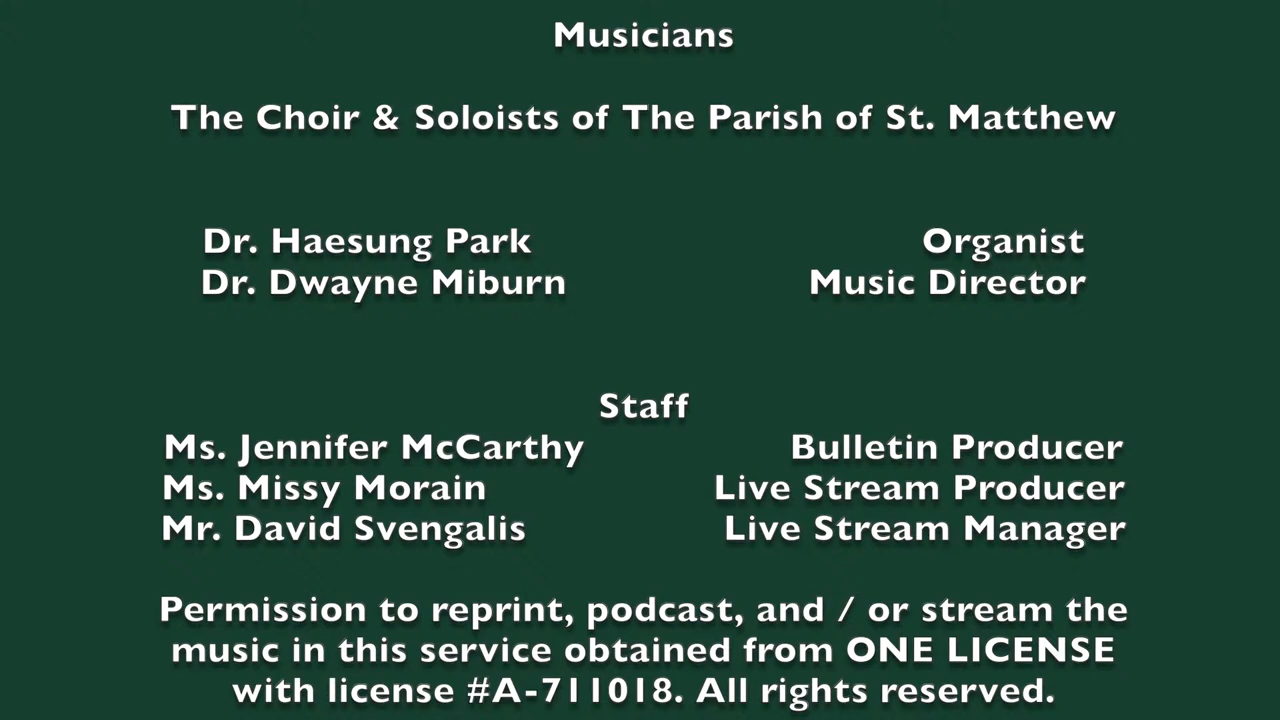 Musicians
The Choir & Soloists of The Parish of St. Matthew
Dr. Haesung Park Organist
Dr. Dwayne Miburn Music Director
Staff
Ms. Jennifer McCarthy Bulletin Producer
Ms. Missy Morain Live Stream Producer
Mr. David Svengalis Live Stream Manager
Permission to reprint, podcast, and / or stream the
music in this service obtained from ONE LICENSE
with license #A-711018. All rights reserved.